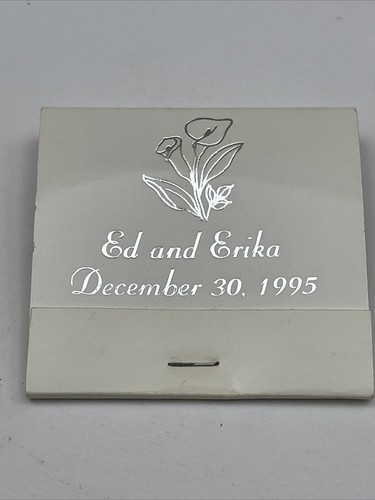 Ed and Erika
December 30, 1995